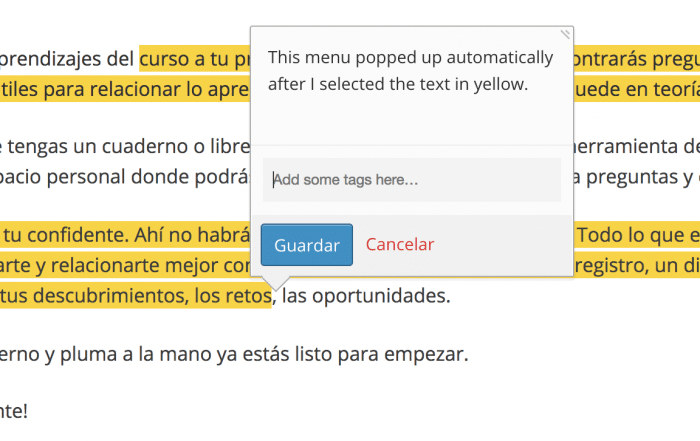 prendizajes del curso a tu pr
ontrarás pregu
tiles para relacionar lo apre
uede en teoría
This menu popped up automatically
after I selected the text in yellow.
e tengas un cuaderno o libre
erramienta de
pacio personal donde podrá
a preguntas y
Add some tags here...
tu confidente. Ahí no habrá
Todo lo que e
arte y relacionarte mejor con
registro, un di
Guardar Cancelar
tus descubrimientos, los retos, las oportunidades.
erno y pluma a la mano ya estás listo para empezar.
nte!